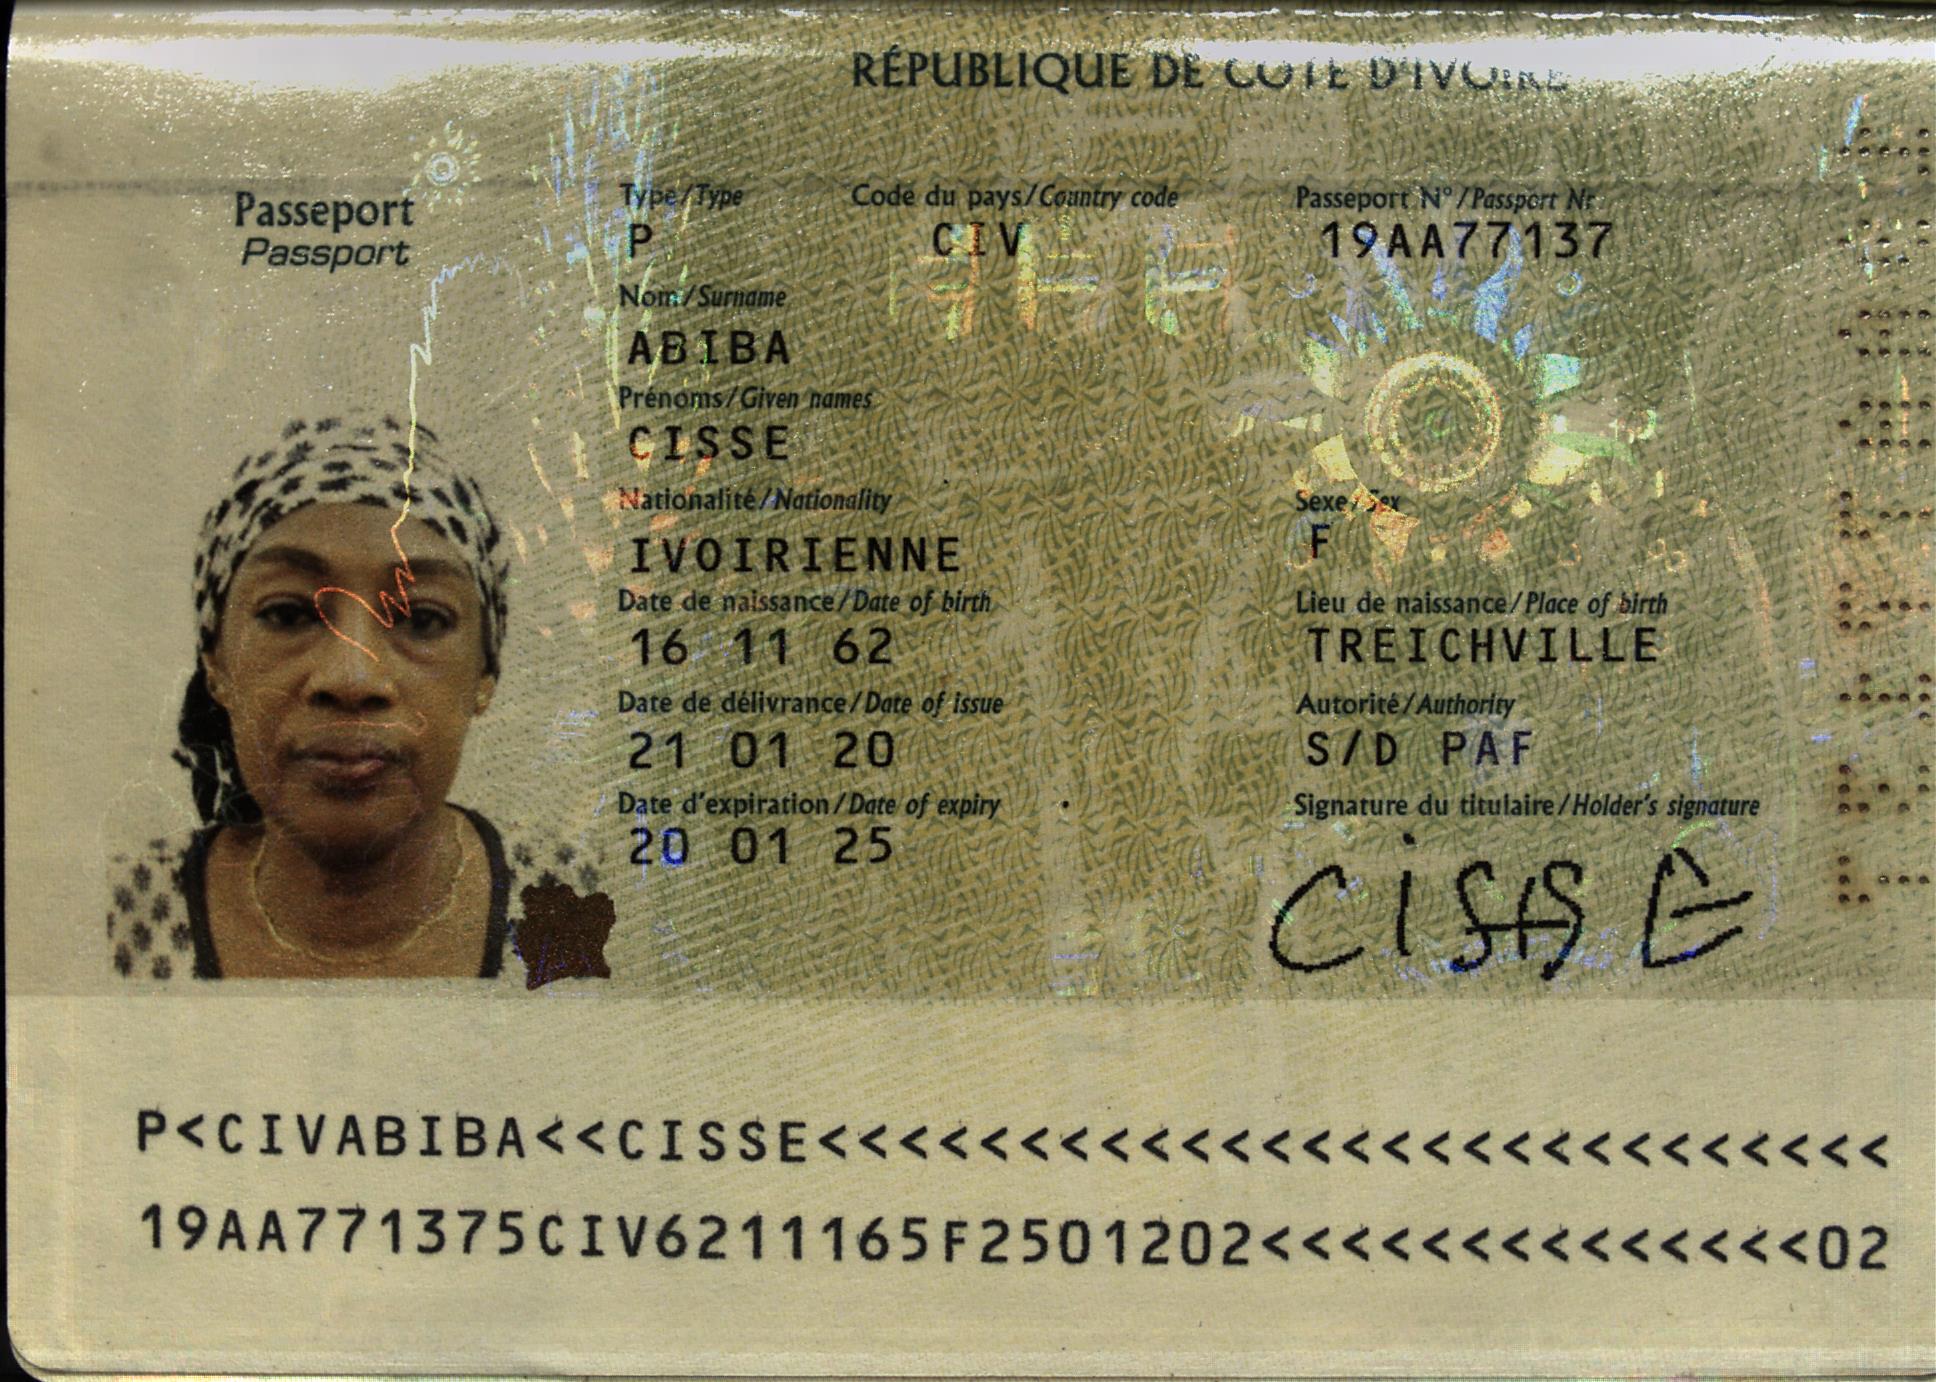 RÉPUBLIQUE DE COTE D'IVOIRE
Passeport
Passport
Type/Type Code du pays/Country code Passeport N°/Passport Nr
P CIV 19AA77137
Nom/Surname
ABIBA
Prénoms/Given names
CISSE
Nationalité/Nationality Sexe/Sex
IVOIRIENNE F
Date de naissance/Date of birth Lieu de naissance/Place of birth
16 11 62 TREICHVILLE
Date de délivrance/Date of issue Autorité/Authority
21 01 20 S/D PAF
Date d'expiration/Date of expiry Signature du titulaire/Holder's signature
20 01 25 CISSE
P<CIVABIBA<<CISSE<<<<<<<<<<<<<<<<<<<<<<<<<<<
19AA771375CIV6211165F2501202<<<<<<<<<<<<<<02